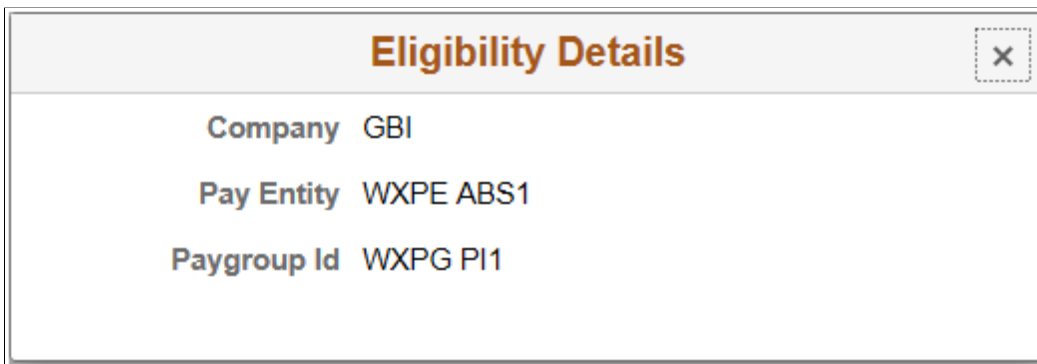 Eligibility Details
Company GBI
Pay Entity WXPE ABS1
Paygroup Id WXPG PI1